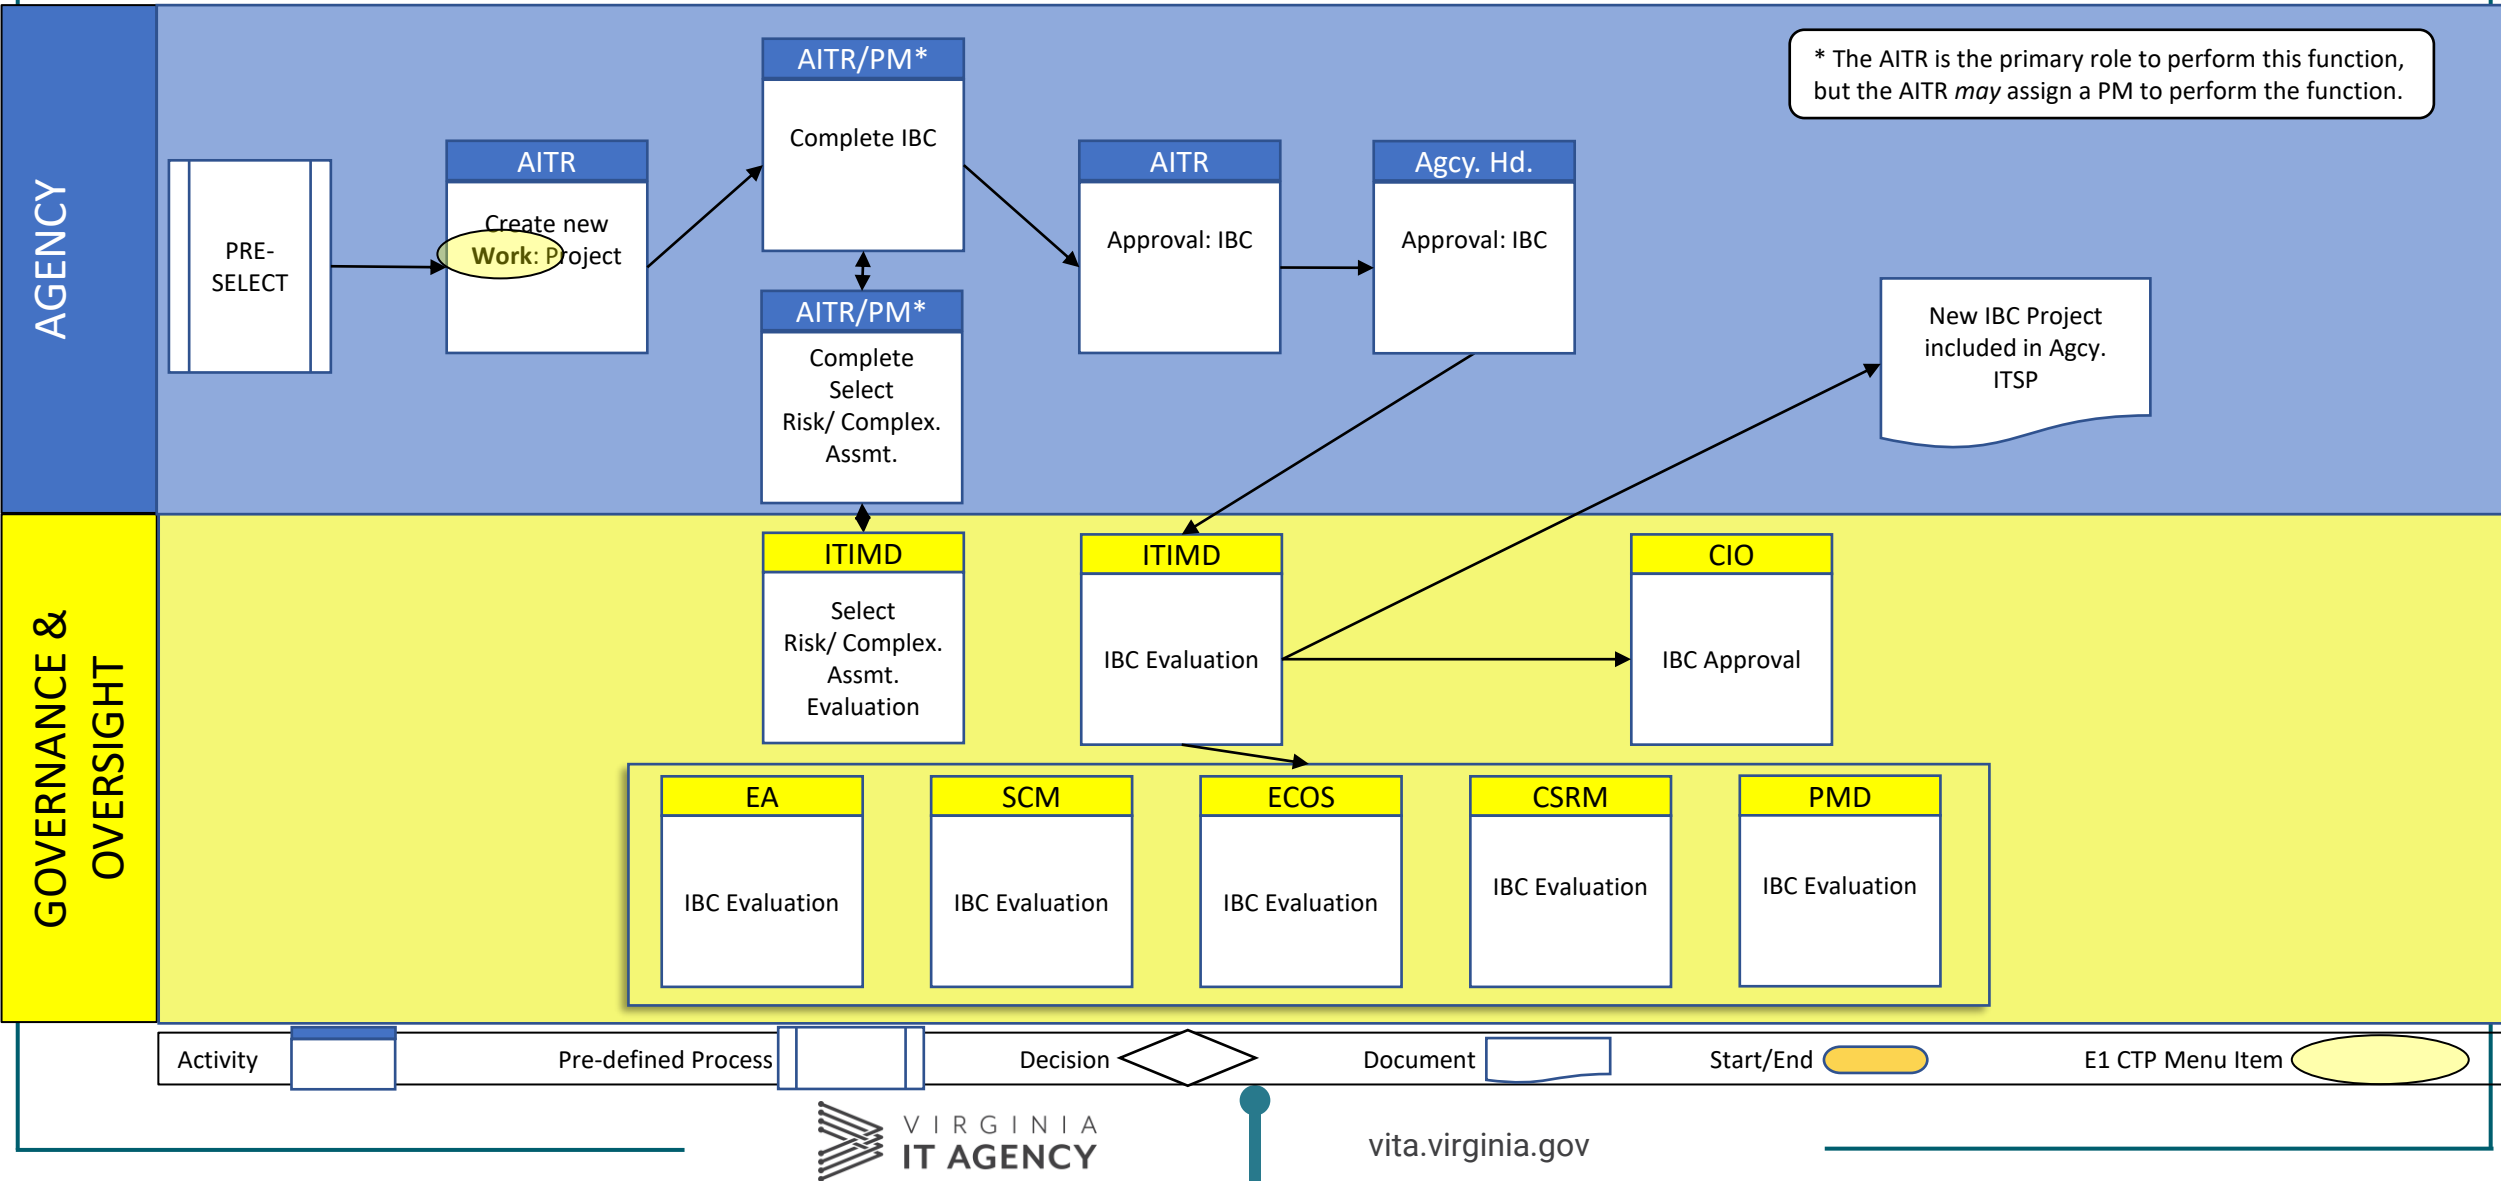 AGENCY
AITR/PM*
Complete IBC
* The AITR is the primary role to perform this function,
but the AITR may assign a PM to perform the function.
PRE-
SELECT
AITR
Create new
Work: Project
AITR
Approval: IBC
Agcy. Hd.
Approval: IBC
AITR/PM*
Complete
Select
Risk/ Complex.
Assmt.
New IBC Project
included in Agcy.
ITSP
GOVERNANCE &
OVERSIGHT
ITIMD
Select
Risk/ Complex.
Assmt.
Evaluation
ITIMD
IBC Evaluation
CIO
IBC Approval
EA
IBC Evaluation
SCM
IBC Evaluation
ECOS
IBC Evaluation
CSRM
IBC Evaluation
PMD
IBC Evaluation
Activity
Pre-defined Process
Decision
Document
Start/End
E1 CTP Menu Item
VIRGINIA
IT AGENCY
vita.virginia.gov